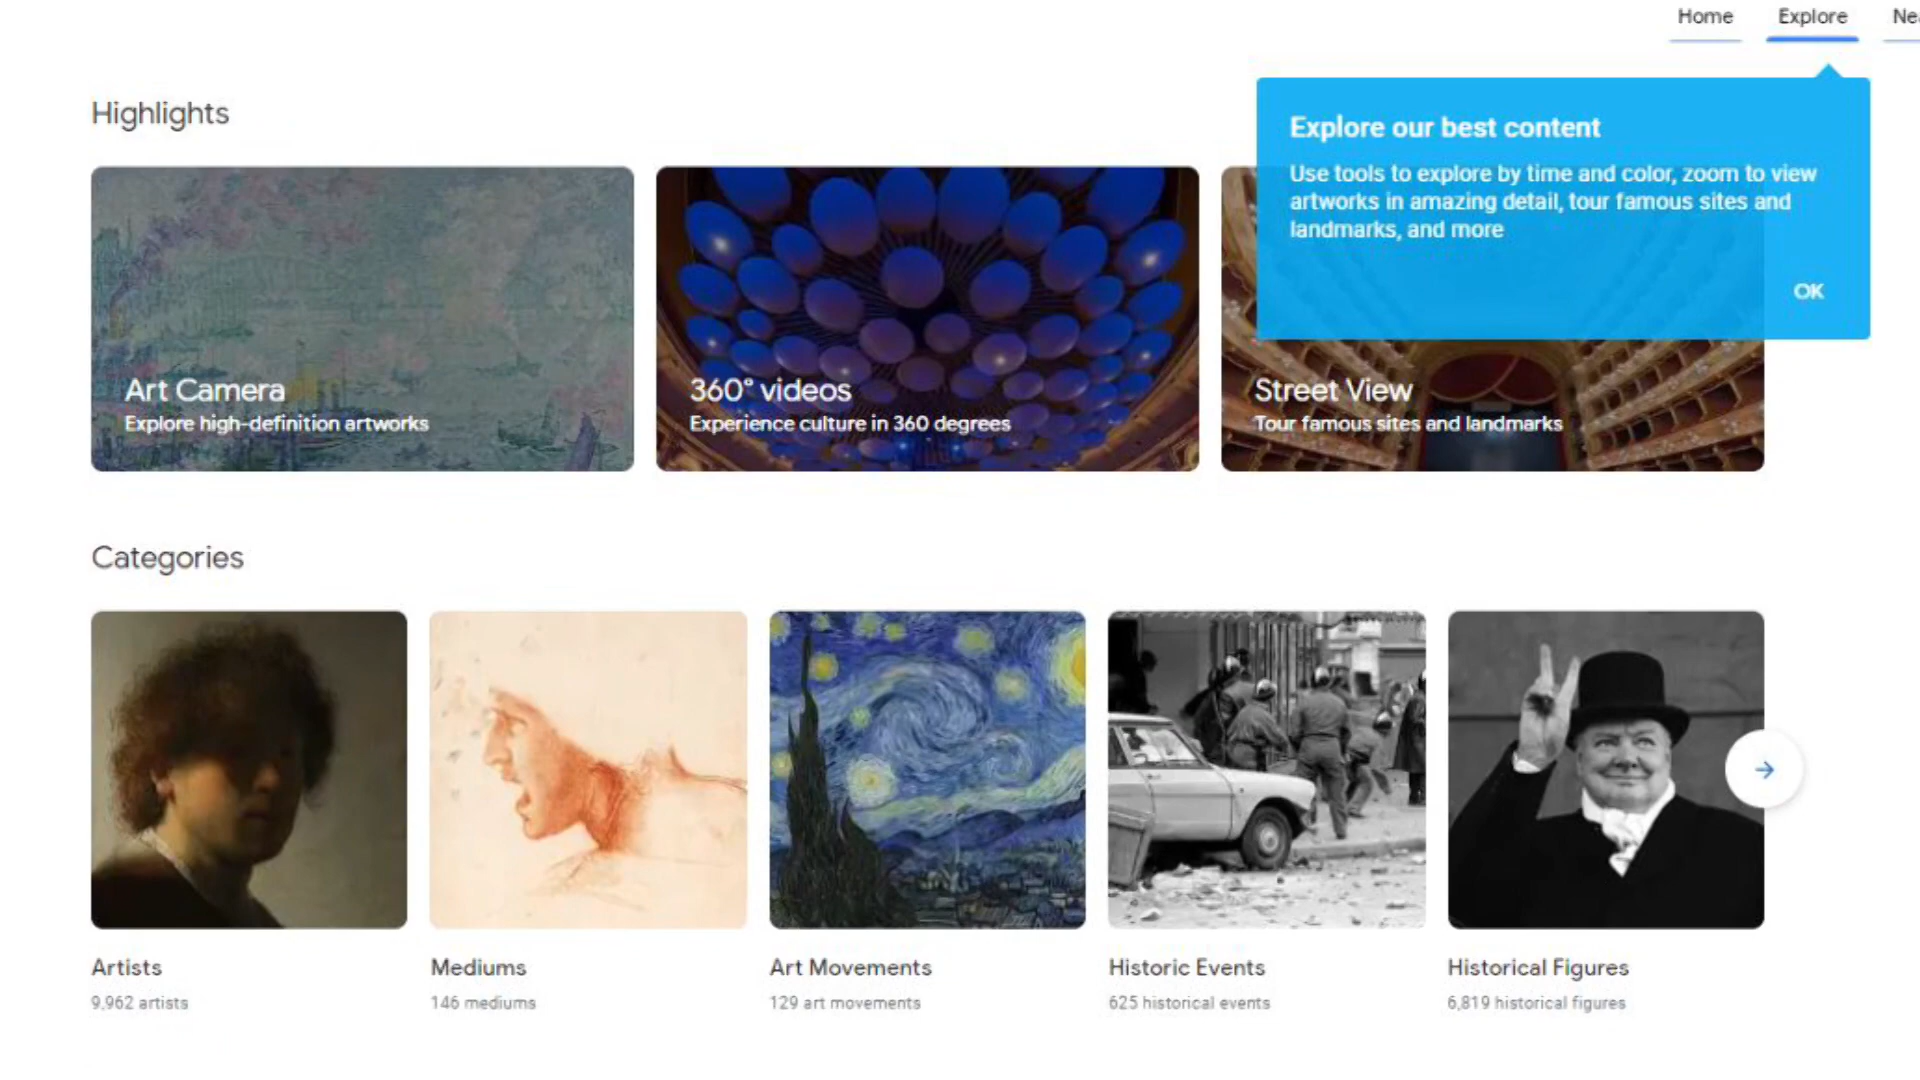 Home Explore
Highlights
Explore our best content
Use tools to explore by time and color, zoom to view
artworks in amazing detail, tour famous sites and
landmarks, and more
OK
Art Camera
Explore high-definition artworks
360° videos
Experience culture in 360 degrees
Street View
Tour famous sites and landmarks
Categories
Artists
9,962 artists
Mediums
146 mediums
Art Movements
129 art movements
Historic Events
625 historical events
Historical Figures
6,819 historical figures